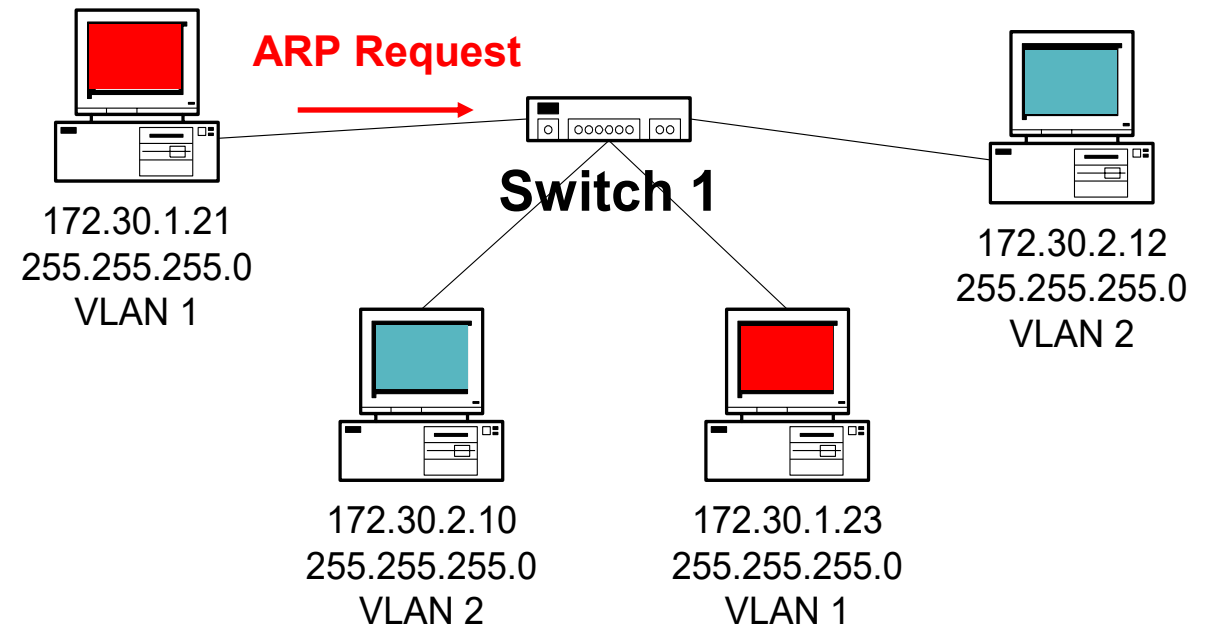 ARP Request
Switch 1
172.30.1.21
255.255.255.0
VLAN 1
172.30.2.12
255.255.255.0
VLAN 2
172.30.2.10
255.255.255.0
VLAN 2
172.30.1.23
255.255.255.0
VLAN 1